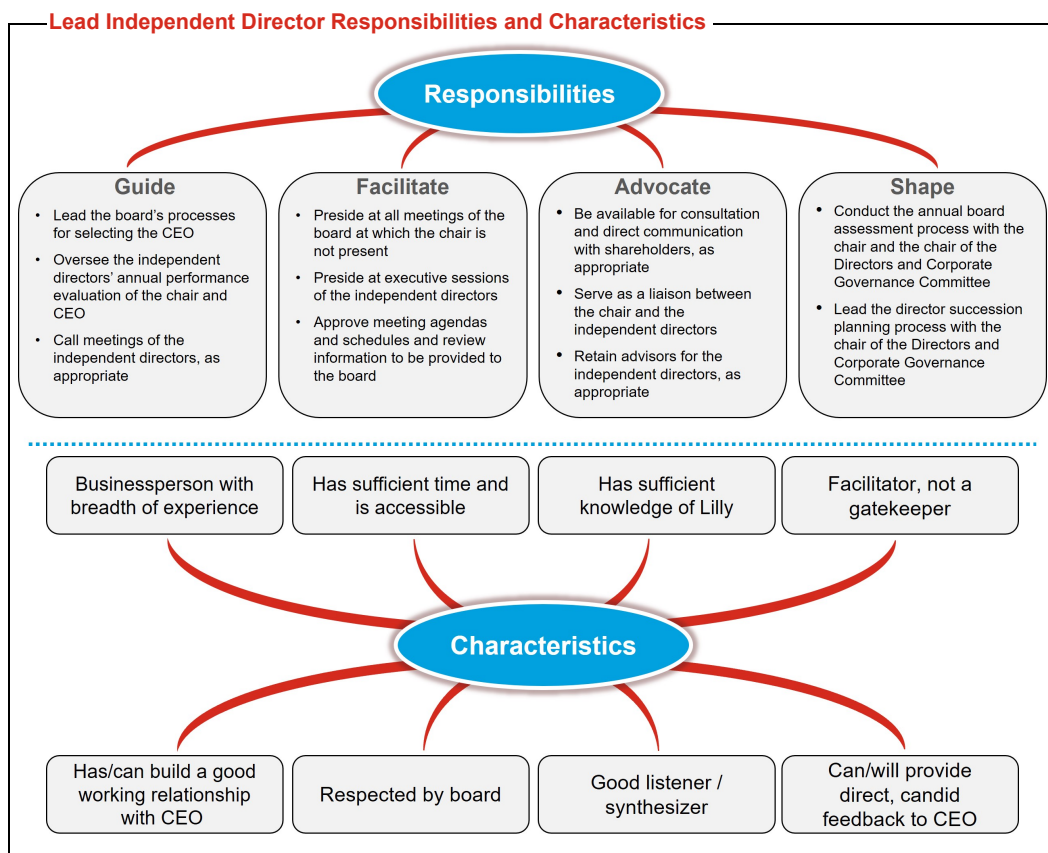 Lead Independent Director Responsibilities and Characteristics
Responsibilities
Guide
• Lead the board's processes
for selecting the CEO
• Oversee the independent
directors' annual performance
evaluation of the chair and
CEO
• Call meetings of the
independent directors, as
appropriate
Facilitate
• Preside at all meetings of the
board at which the chair is
not present
• Preside at executive sessions
of the independent directors
• Approve meeting agendas
and schedules and review
information to be provided to
the board
Advocate
• Be available for consultation
and direct communication
with shareholders, as
appropriate
• Serve as a liaison between
the chair and the
independent directors
• Retain advisors for the
independent directors, as
appropriate
Shape
• Conduct the annual board
assessment process with the
chair and the chair of the
Directors and Corporate
Governance Committee
• Lead the director succession
planning process with the
chair of the Directors and
Corporate Governance
Committee
Businessperson with
breadth of experience
Has sufficient time and
is accessible
Has sufficient
knowledge of Lilly
Facilitator, not a
gatekeeper
Characteristics
Has/can build a good
working relationship
with CEO
Respected by board
Good listener /
synthesizer
Can/will provide
direct, candid
feedback to CEO